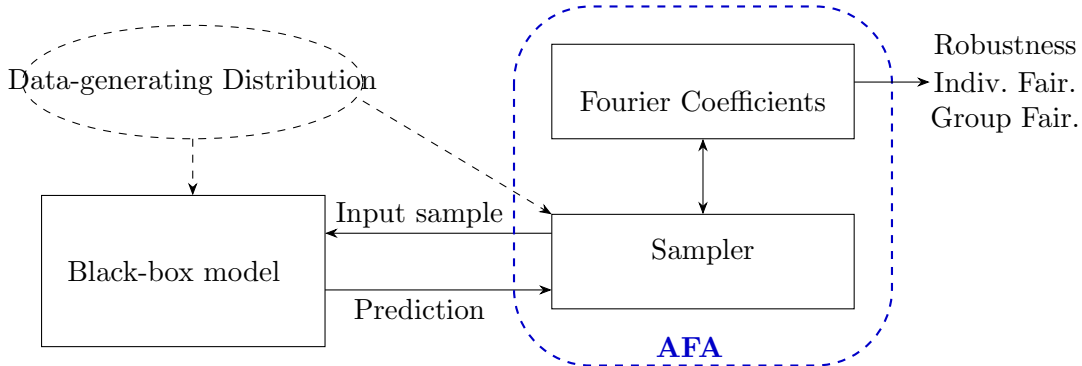 Data-generating Distribution
Fourier Coefficients
Robustness
Indiv. Fair.
Group Fair.
Input sample
Sampler
Black-box model
Prediction
AFA